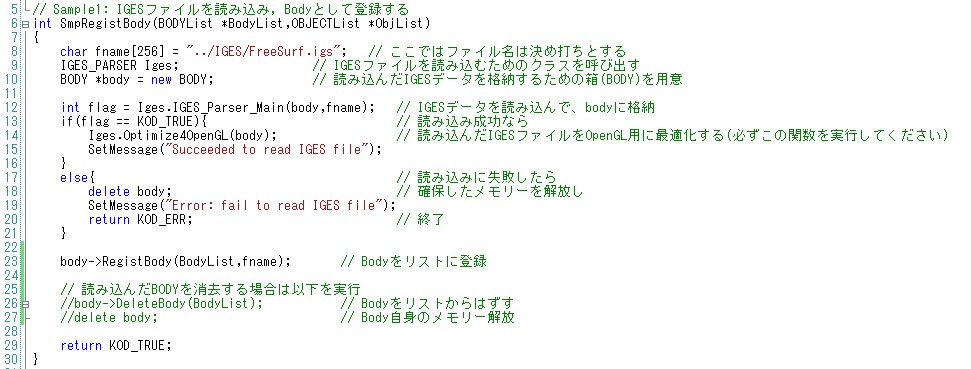 5 // Sample1: IGESファイルを読み込み，Bodyとして登録する
6 int SmpRegistBody(BODYList *BodyList,OBJECTList *ObjList)
7 {
8     char fname[256] = "../IGES/FreeSurf.igs";   // ここではファイル名は決め打ちとする
9     IGES_PARSER Iges;                   // IGESファイルを読み込むためのクラスを呼び出す
10     BODY *body = new BODY;              // 読み込んだIGESデータを格納するための箱(BODY)を用意
11
12     int flag = Iges.IGES_Parser_Main(body,fname);   // IGESデータを読み込んで、bodyに格納
13     if(flag == KOD_TRUE){                           // 読み込み成功なら
14         Iges.Optimize4OpenGL(body);                 // 読み込んだIGESファイルをOpenGL用に最適化する(必ずこの関数を実行してください)
15         SetMessage("Succeeded to read IGES file");
16     }
17     else{                                           // 読み込みに失敗したら
18         delete body;                                // 確保したメモリーを解放し
19         SetMessage("Error: fail to read IGES file");
20         return KOD_ERR;                             // 終了
21     }
22
23     body->RegistBody(BodyList,fname);       // Bodyをリストに登録
24
25     // 読み込んだBODYを消去する場合は以下を実行
26     //body->DeleteBody(BodyList);           // Bodyをリストからはずす
27     //delete body;                          // Body自身のメモリー解放
28
29     return KOD_TRUE;
30 }